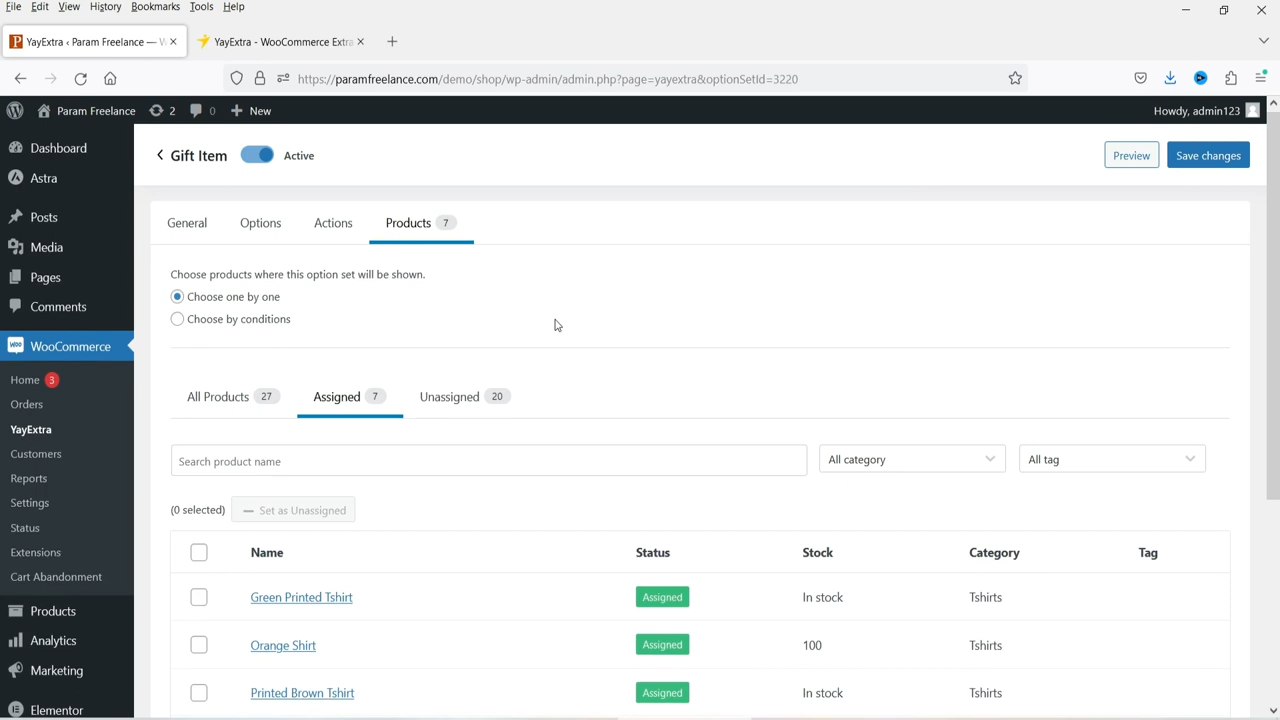 File Edit View History Bookmarks Tools Help
YayExtra ‹ Param Freelance — W
YayExtra - WooCommerce Extra
https://paramfreelance.com/demo/shop/wp-admin/admin.php?page=yayextra&optionSetId=3220
Param Freelance 2 0 New
Howdy, admin123
Dashboard
Astra
Posts
Media
Pages
Comments
WooCommerce
Home 3
Orders
YayExtra
Customers
Reports
Settings
Status
Extensions
Cart Abandonment
Products
Analytics
Marketing
Elementor
Gift Item Active
Preview Save changes
General Options Actions Products 7
Choose products where this option set will be shown.
Choose one by one
Choose by conditions
All Products 27 Assigned 7 Unassigned 20
Search product name All category All tag
(0 selected) Set as Unassigned
Name Status Stock Category Tag
Green Printed Tshirt Assigned In stock Tshirts
Orange Shirt Assigned 100 Tshirts
Printed Brown Tshirt Assigned In stock Tshirts